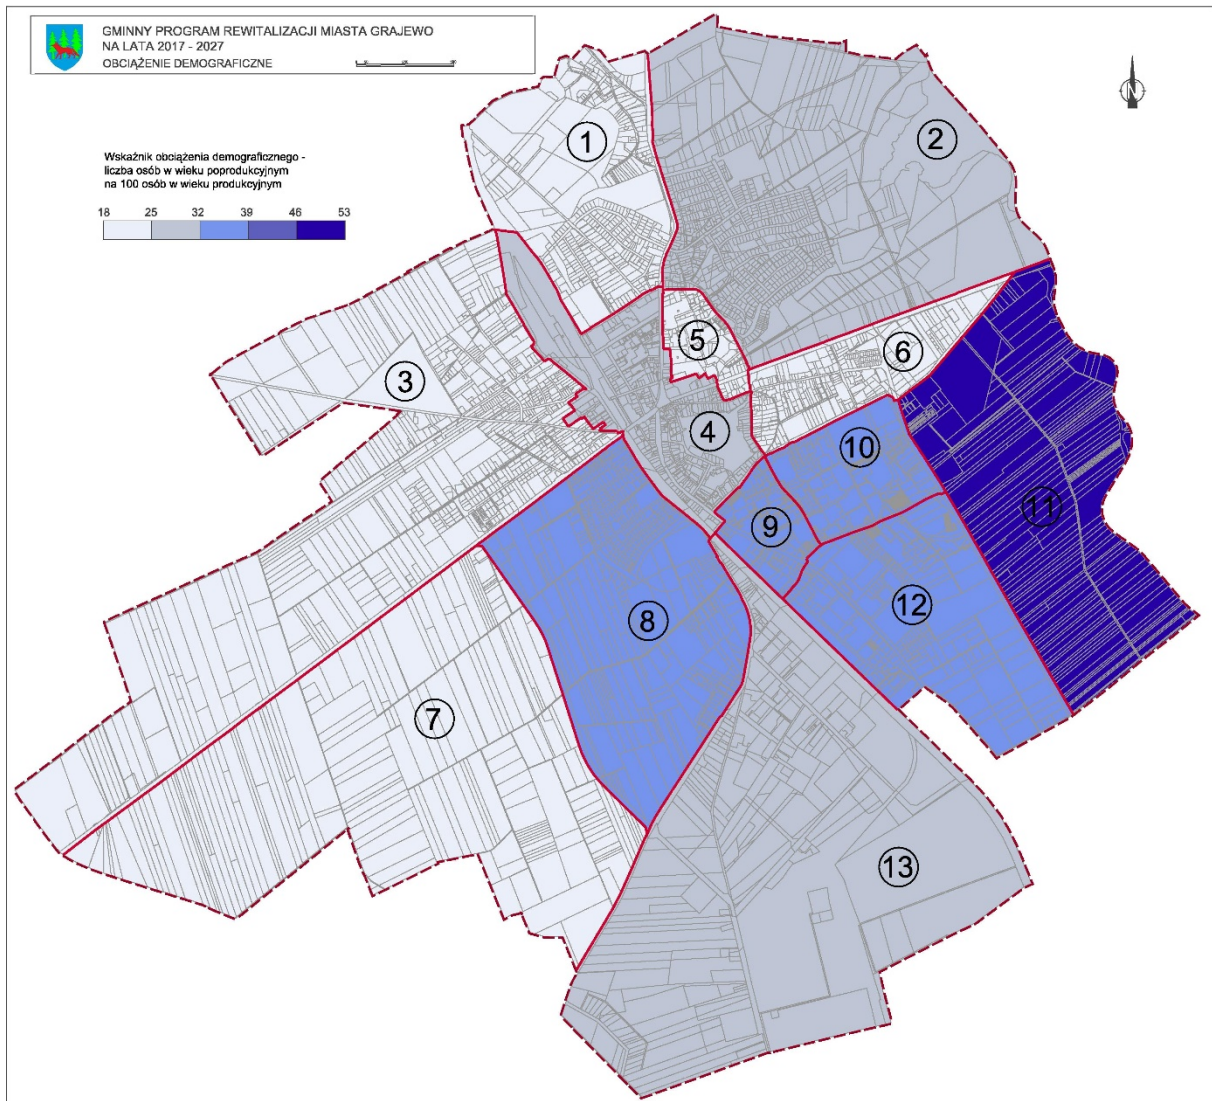 GMINNY PROGRAM REWITALIZACJI MIASTA GRAJEWO
NA LATA 2017 - 2027
OBCIĄŻENIE DEMOGRAFICZNE
N
Wskaźnik obciążenia demograficznego -
liczba osób w wieku poprodukcyjnym
na 100 osób w wieku produkcyjnym
18 25 32 39 46 53
1
2
3
4
5
6
7
8
9
10
11
12
13